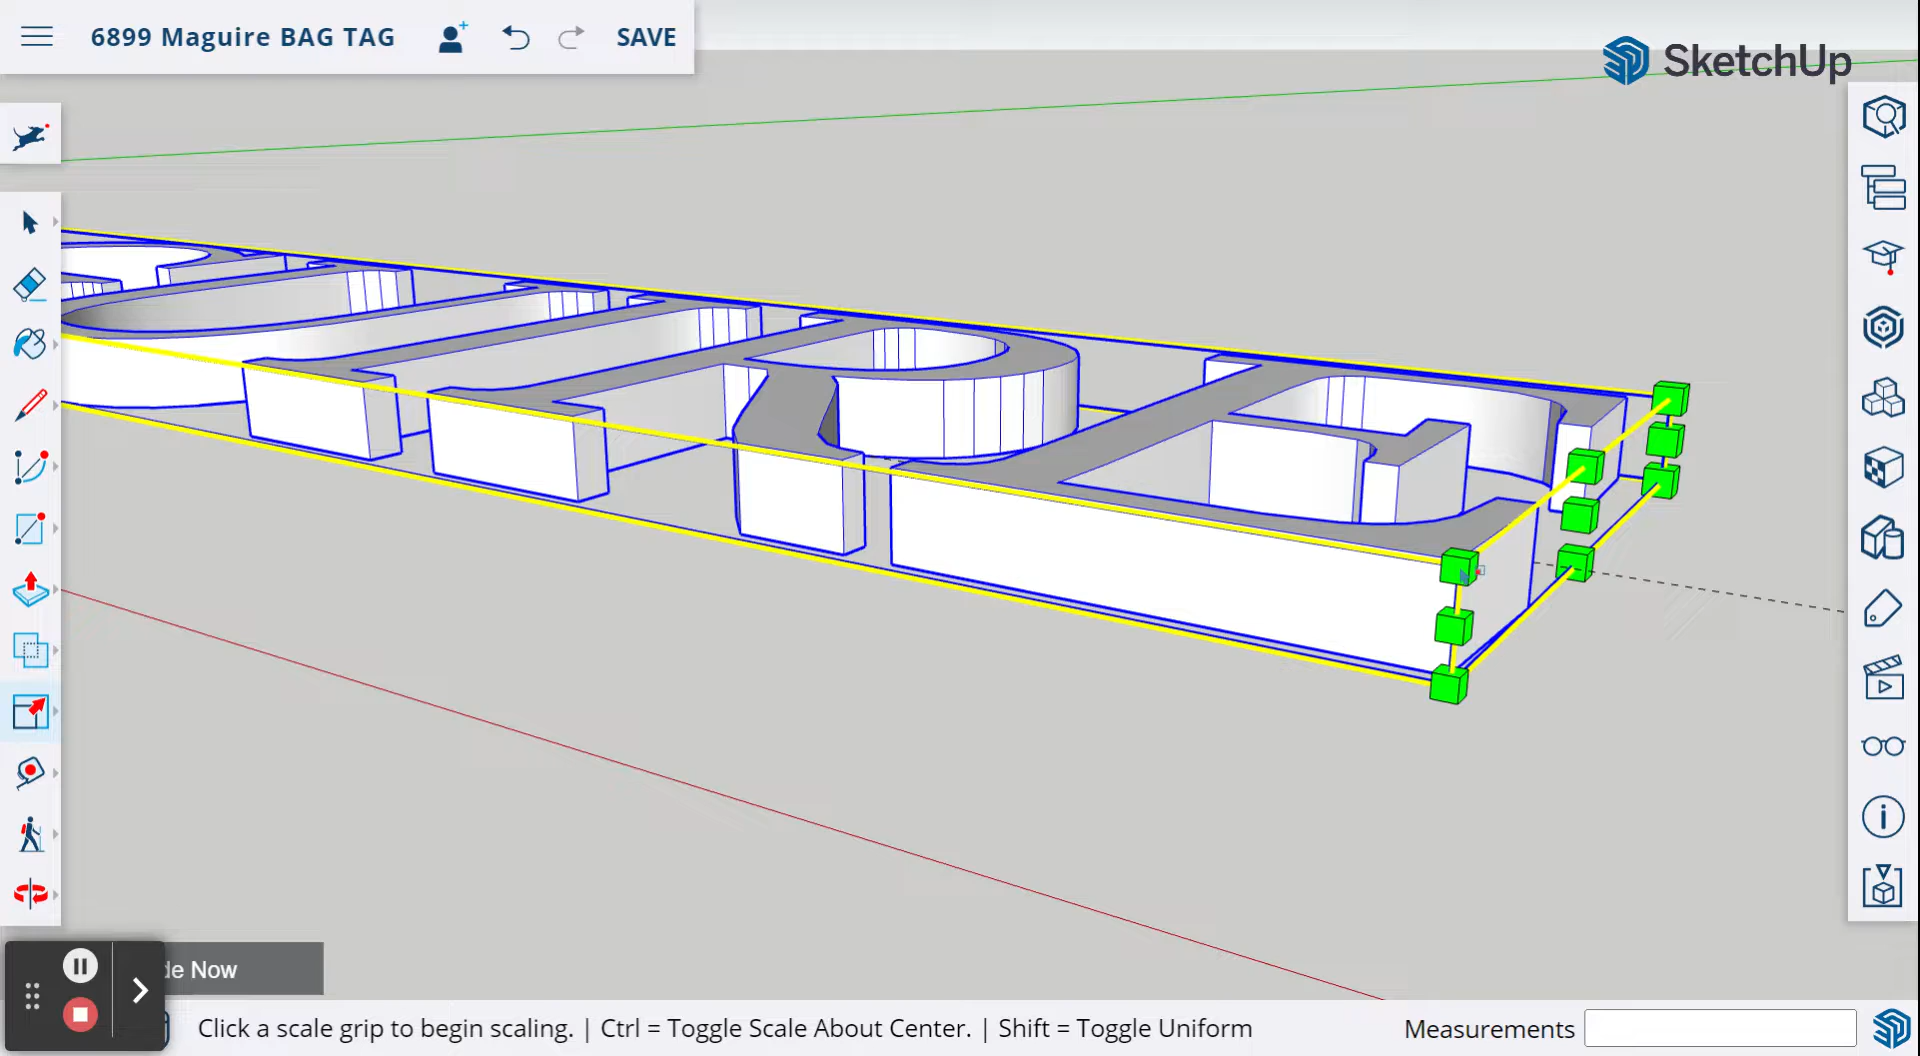 6899 Maguire BAG TAG
SAVE
SketchUp
de Now
Click a scale grip to begin scaling. | Ctrl = Toggle Scale About Center. | Shift = Toggle Uniform
Measurements